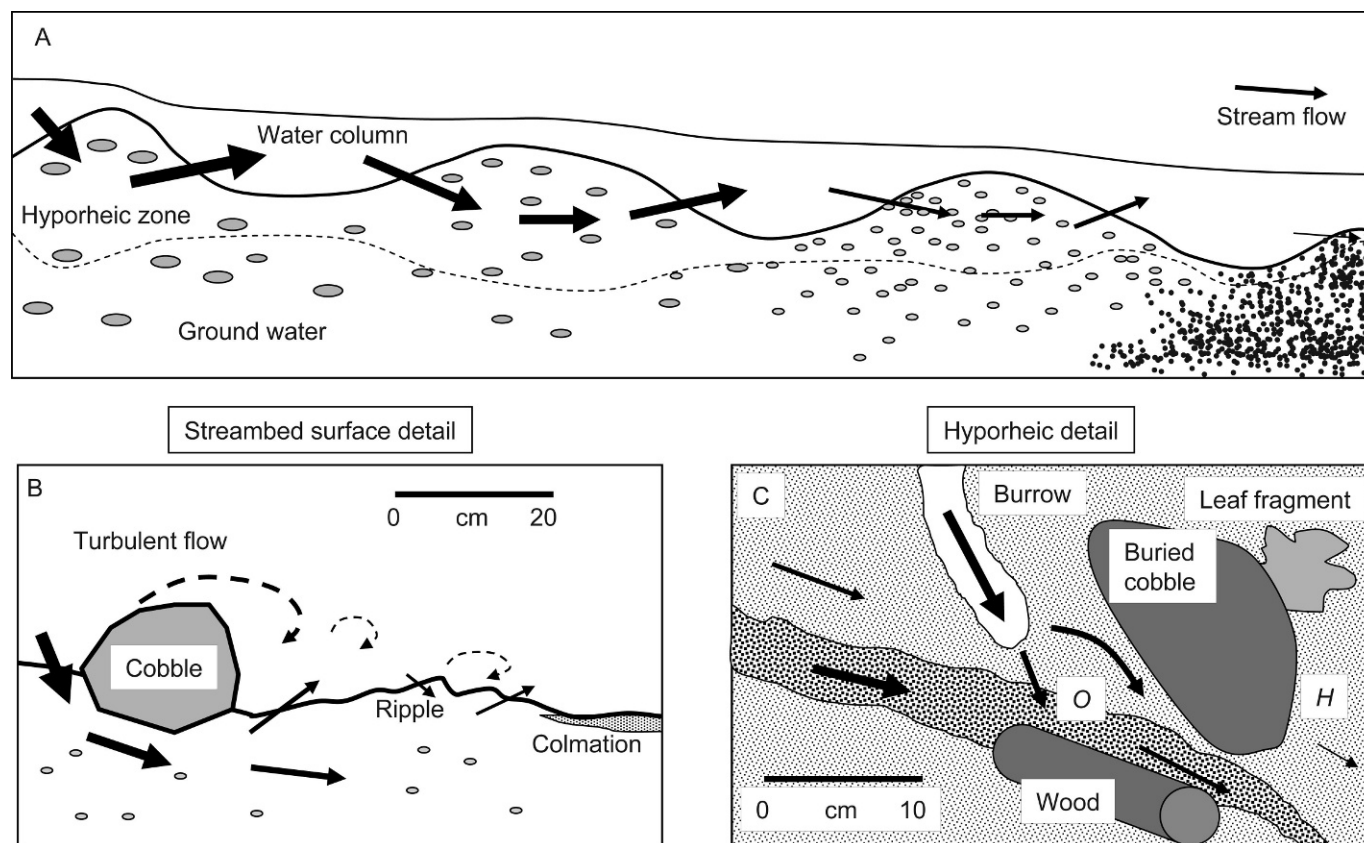 A
Stream flow
Water column
Hyporheic zone
Ground water
Streambed surface detail
Hyporheic detail
B
0 cm 20
Turbulent flow
Cobble
Ripple
Colmation
C
Burrow
Leaf fragment
Buried
cobble
O
H
0 cm 10
Wood